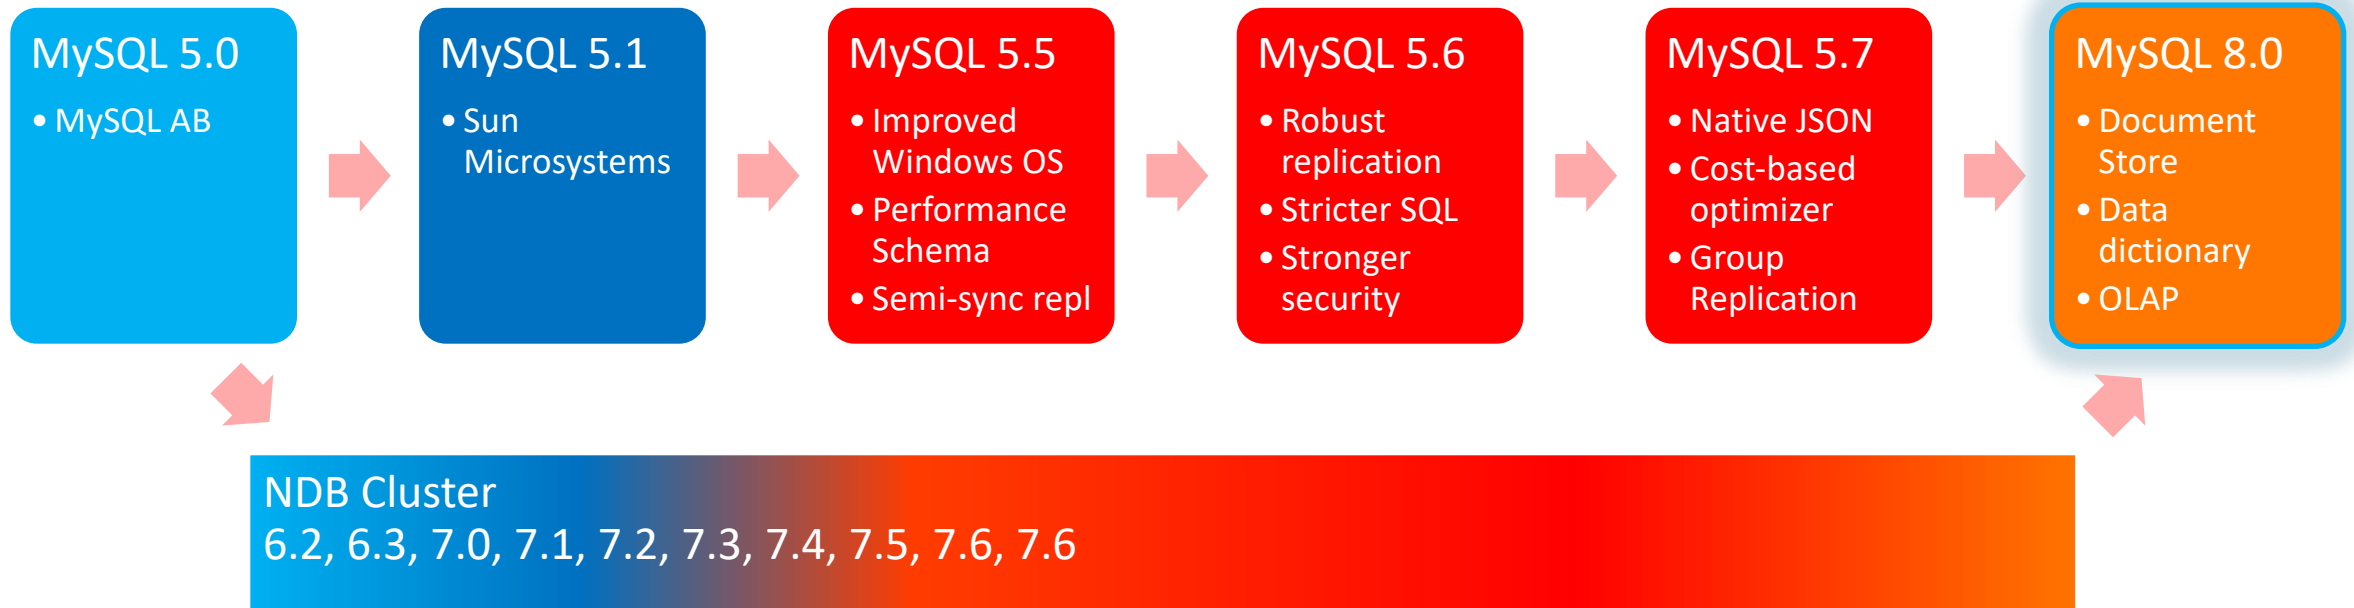 MySQL 5.0
• MySQL AB
MySQL 5.1
• Sun
Microsystems
MySQL 5.5
• Improved
Windows OS
• Performance
Schema
• Semi-sync repl
MySQL 5.6
• Robust
replication
• Stricter SQL
• Stronger
security
MySQL 5.7
• Native JSON
• Cost-based
optimizer
• Group
Replication
MySQL 8.0
• Document
Store
• Data
dictionary
• OLAP
NDB Cluster
6.2, 6.3, 7.0, 7.1, 7.2, 7.3, 7.4, 7.5, 7.6, 7.6